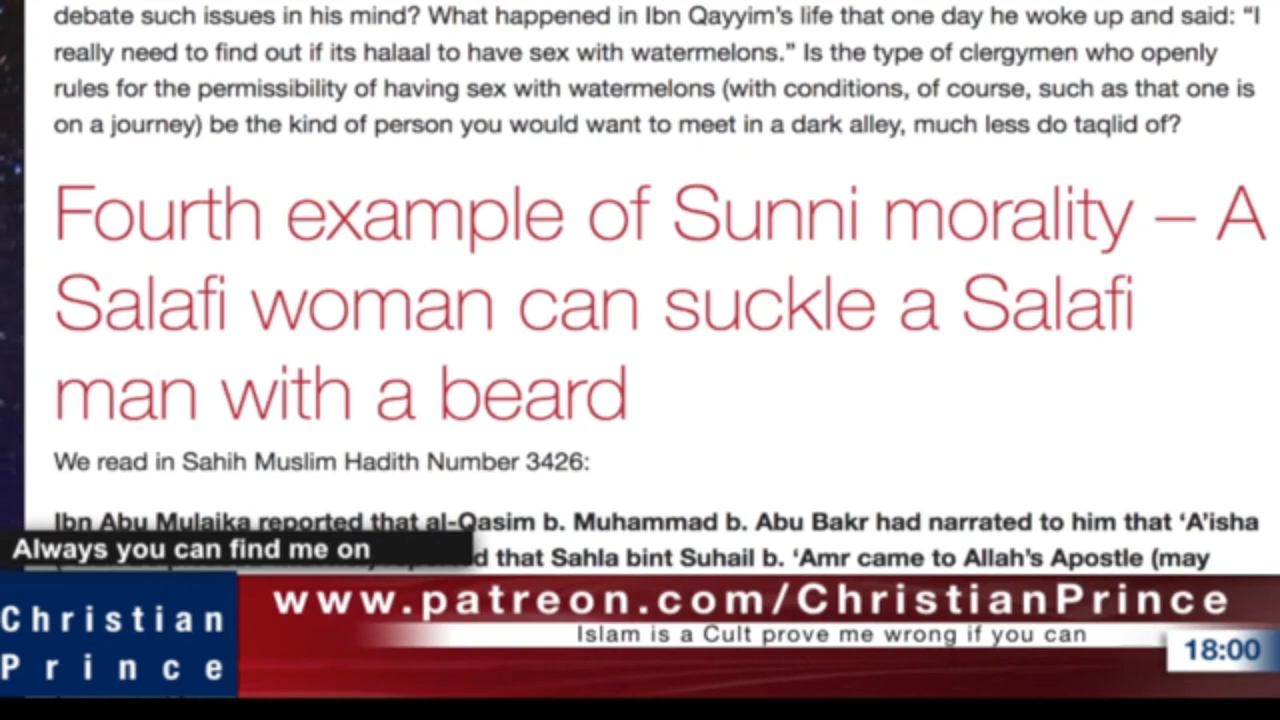 debate such issues in his mind? What happened in Ibn Qayyim's life that one day he woke up and said: "I
really need to find out if its halaal to have sex with watermelons." Is the type of clergymen who openly
rules for the permissibility of having sex with watermelons (with conditions, of course, such as that one is
on a journey) be the kind of person you would want to meet in a dark alley, much less do taqlid of?
Fourth example of Sunni morality – A
Salafi woman can suckle a Salafi
man with a beard
We read in Sahih Muslim Hadith Number 3426:
Ibn Abu Mulaika reported that al-Qasim b. Muhammad b. Abu Bakr had narrated to him that 'A'isha
d that Sahla bint Suhail b. 'Amr came to Allah's Apostle (may
Always you can find me on
www.patreon.com/ChristianPrince
Christian
Prince
Islam is a Cult prove me wrong if you can
18:00